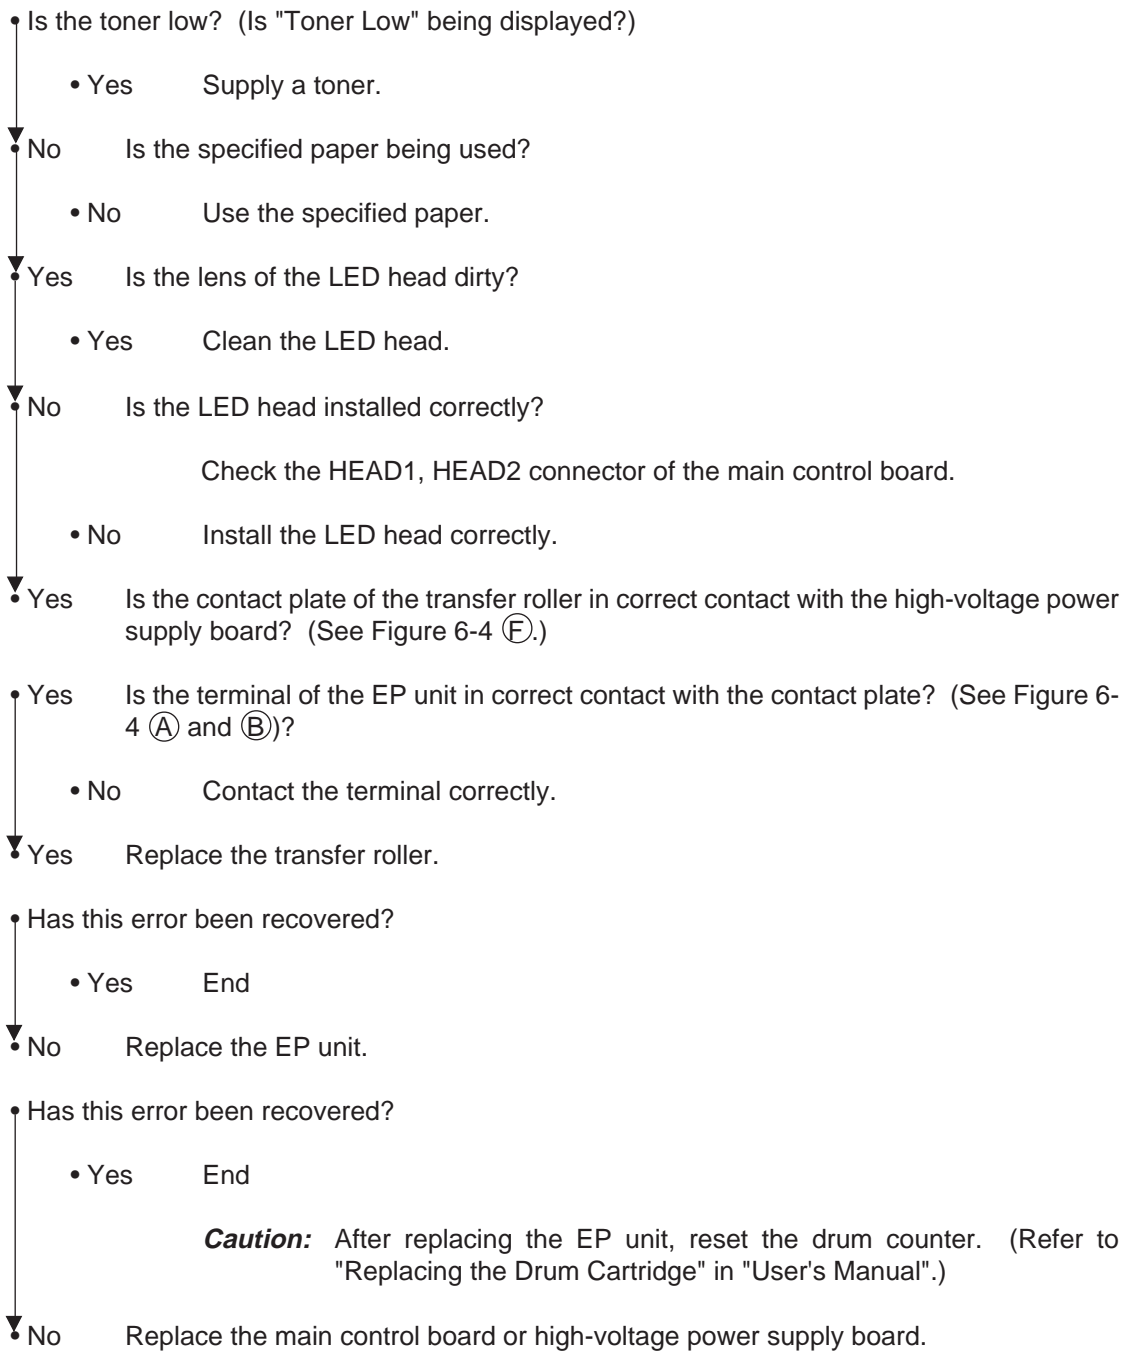 • Is the toner low? (Is "Toner Low" being displayed?)
• Yes Supply a toner.
• No Is the specified paper being used?
• No Use the specified paper.
• Yes Is the lens of the LED head dirty?
• Yes Clean the LED head.
• No Is the LED head installed correctly?
Check the HEAD1, HEAD2 connector of the main control board.
• No Install the LED head correctly.
• Yes Is the contact plate of the transfer roller in correct contact with the high-voltage power
supply board? (See Figure 6-4 Ⓕ.)
• Yes Is the terminal of the EP unit in correct contact with the contact plate? (See Figure 6-
4 Ⓐ and Ⓑ)?
• No Contact the terminal correctly.
• Yes Replace the transfer roller.
• Has this error been recovered?
• Yes End
• No Replace the EP unit.
• Has this error been recovered?
• Yes End
Caution: After replacing the EP unit, reset the drum counter. (Refer to
"Replacing the Drum Cartridge" in "User's Manual".)
• No Replace the main control board or high-voltage power supply board.